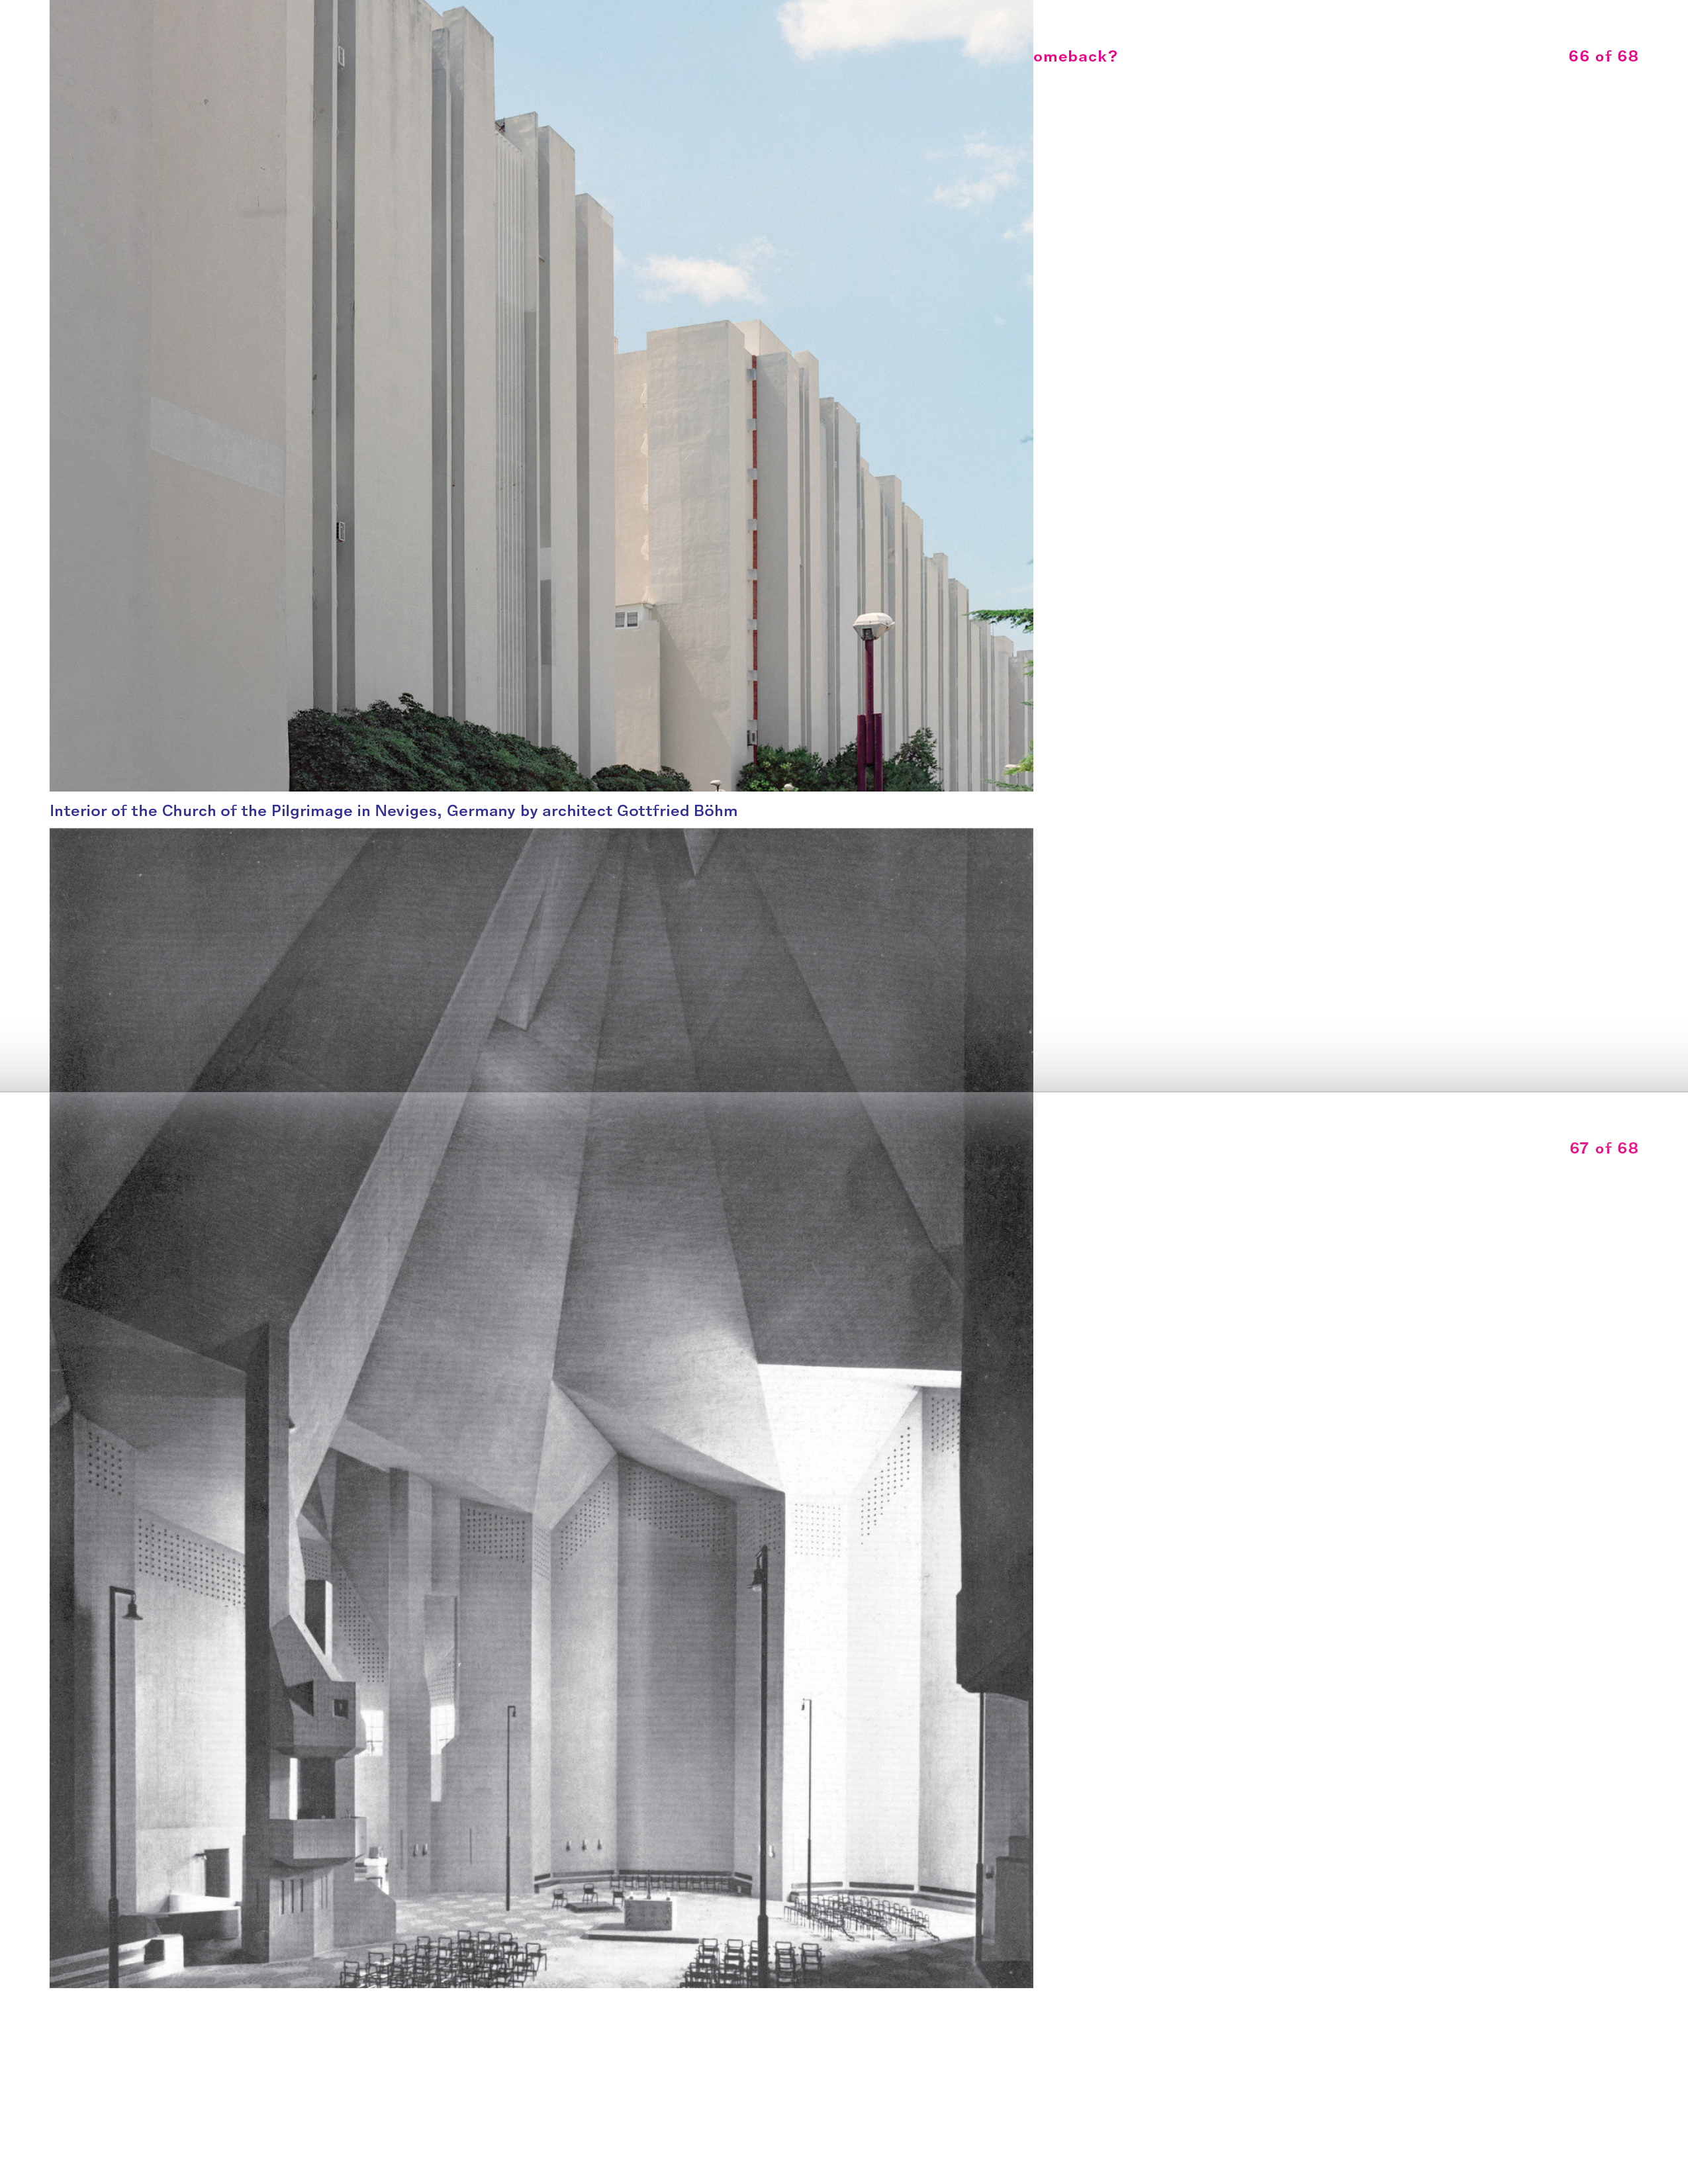 omeback?
66 of 68
Interior of the Church of the Pilgrimage in Neviges, Germany by architect Gottfried Böhm
67 of 68